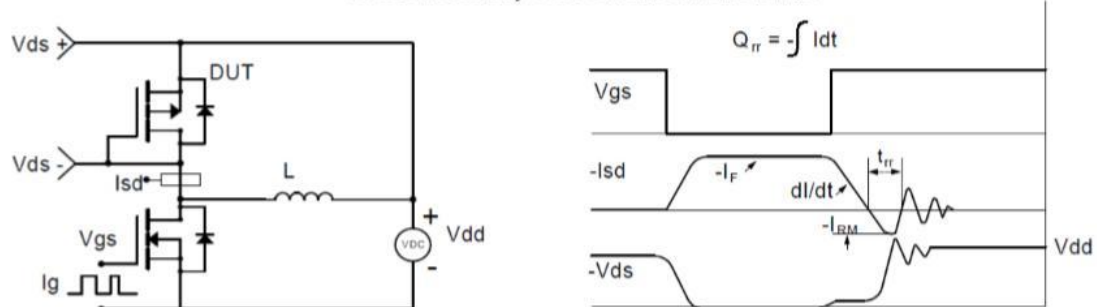 Vds +
DUT
Vds -
Isd
L
Vgs
Ig
VDC
+
Vdd
-
Q_rr = -∫ Idt
Vgs
-Isd
-I_F
dI/dt
t_rr
-I_RM
Vdd
-Vds